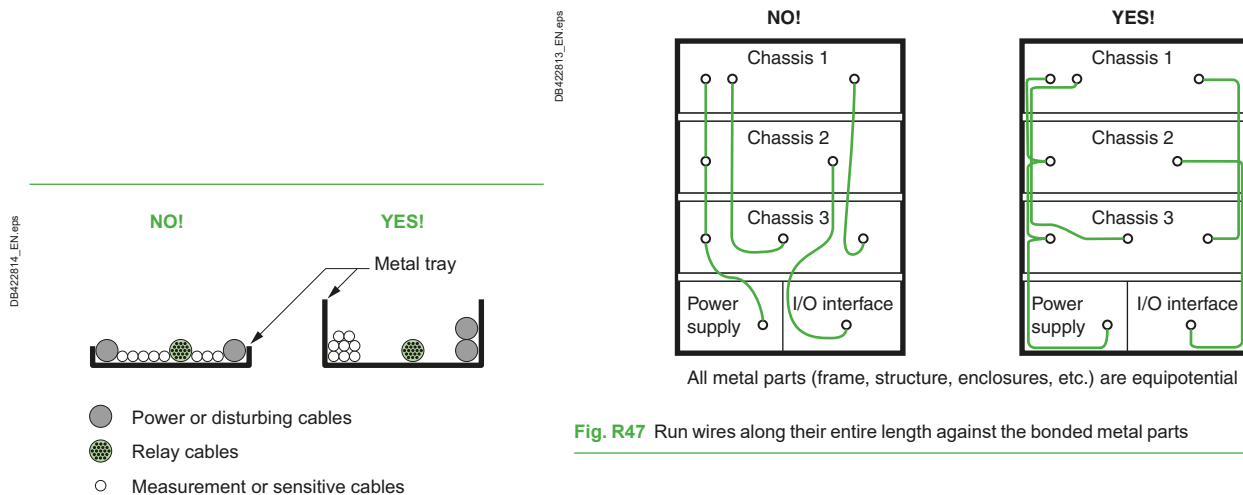 DB422814_EN.eps
NO!
YES!
Metal tray
Power or disturbing cables
Relay cables
Measurement or sensitive cables
DB422813_EN.eps
NO!
Chassis 1
Chassis 2
Chassis 3
Power
supply
I/O interface
YES!
Chassis 1
Chassis 2
Chassis 3
Power
supply
I/O interface
All metal parts (frame, structure, enclosures, etc.) are equipotential
Fig. R47 Run wires along their entire length against the bonded metal parts